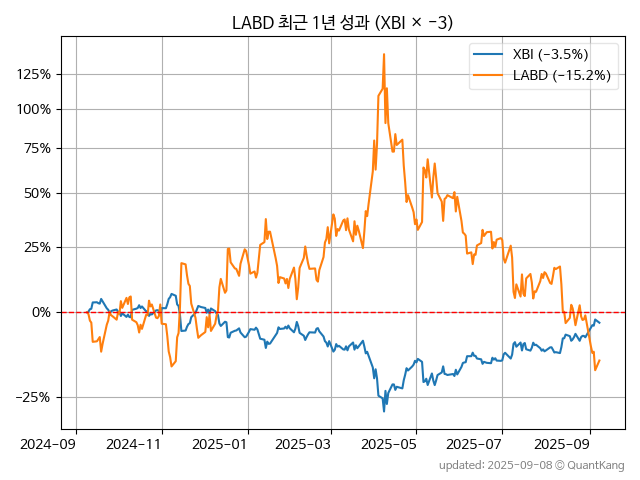 LABD 최근 1년 성과 (XBI × −3)
XBI (−3.5%)
LABD (−15.2%)
125%
100%
75%
50%
25%
0%
−25%
2024-09 2024-11 2025-01 2025-03 2025-05 2025-07 2025-09
updated: 2025-09-08 © QuantKang